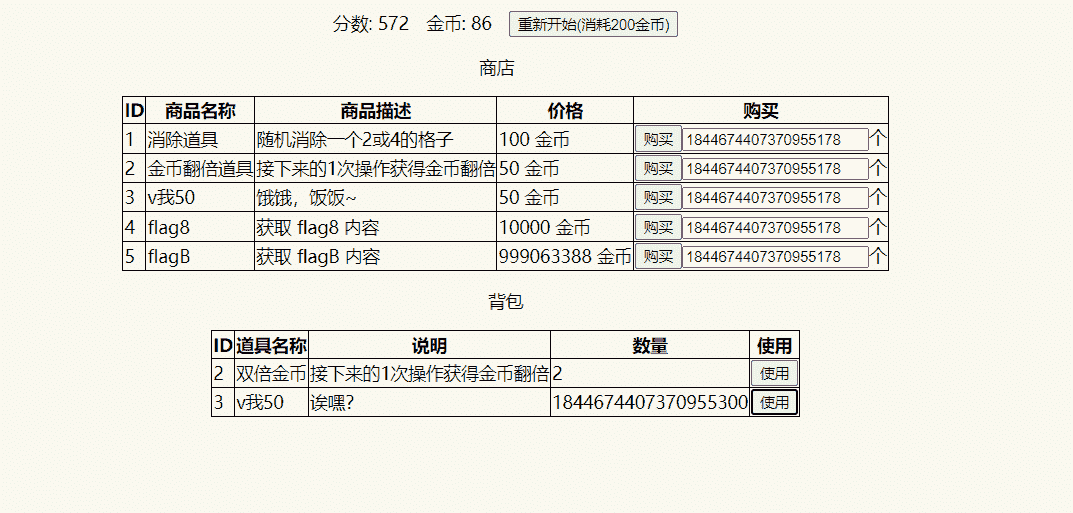 分数: 572 金币: 86 重新开始(消耗200金币)
商店
ID 商品名称 商品描述 价格 购买
1 消除道具 随机消除一个2或4的格子 100 金币 购买 1844674407370955178 个
2 金币翻倍道具 接下来的1次操作获得金币翻倍 50 金币 购买 1844674407370955178 个
3 v我50 饿饿，饭饭~ 50 金币 购买 1844674407370955178 个
4 flag8 获取 flag8 内容 10000 金币 购买 1844674407370955178 个
5 flagB 获取 flagB 内容 999063388 金币 购买 1844674407370955178 个
背包
ID 道具名称 说明 数量 使用
2 双倍金币 接下来的1次操作获得金币翻倍 2 使用
3 v我50 诶嘿？ 1844674407370955300 使用